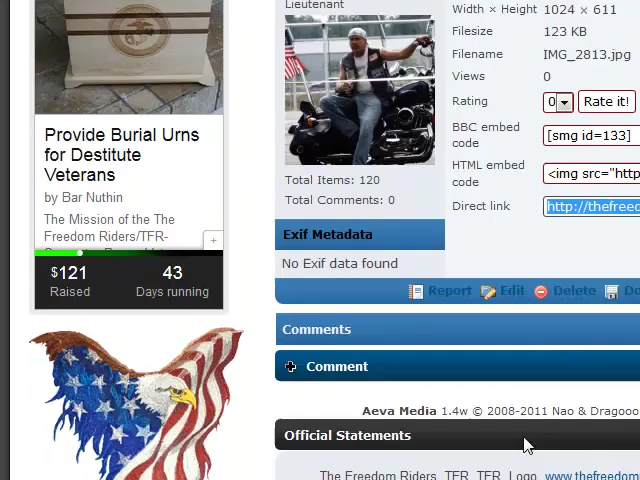 Lieutenant
Width × Height 1024 × 611
Filesize 123 KB
Filename IMG_2813.jpg
Views 0
Rating 0 Rate it!
BBC embed code [smg id=133]
HTML embed code <img src="http
Direct link http://thefreed
Total Items: 120
Total Comments: 0
Exif Metadata
No Exif data found
Report Edit Delete Do
Comments
Comment
Aeva Media 1.4w © 2008-2011 Nao & Dragooo
Official Statements
The Freedom Riders TFR TFR Logo www.thefreedom
Provide Burial Urns
for Destitute
Veterans
by Bar Nuthin
The Mission of the The
Freedom Riders/TFR-
+
$121 43
Raised Days running